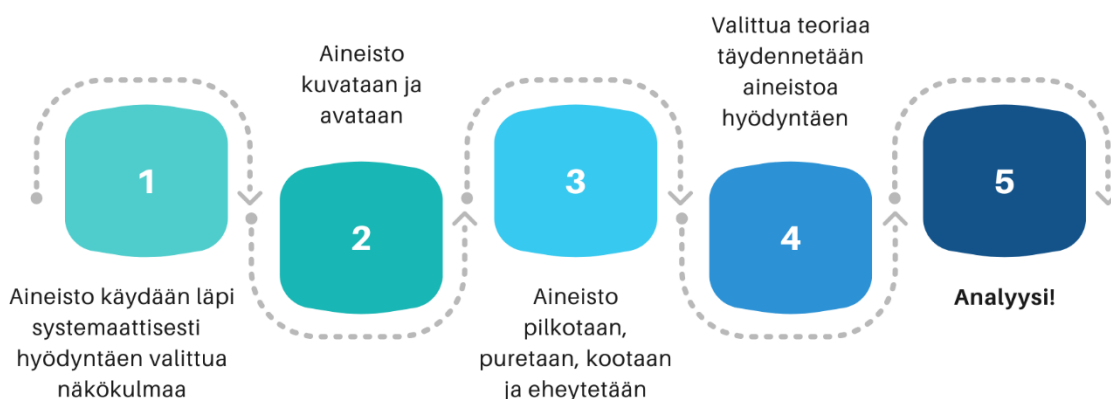 1
Aineisto käydään läpi
systemaattisesti
hyödyntäen valittua
näkökulmaa
Aineisto
kuvataan ja
avataan
2
3
Aineisto
pilkotaan,
puretaan, kootaan
ja eheytetään
Valittua teoriaa
täydennetään
aineistoa
hyödyntäen
4
5
Analyysi!